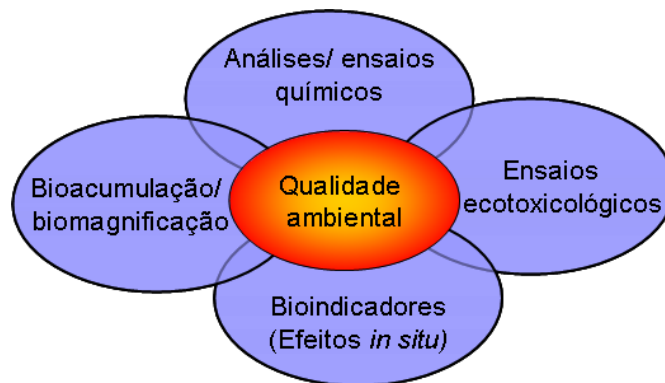 Análises/ ensaios
químicos
Bioacumulação/
biomagnificação
Qualidade
ambiental
Ensaios
ecotoxicológicos
Bioindicadores
(Efeitos in situ)